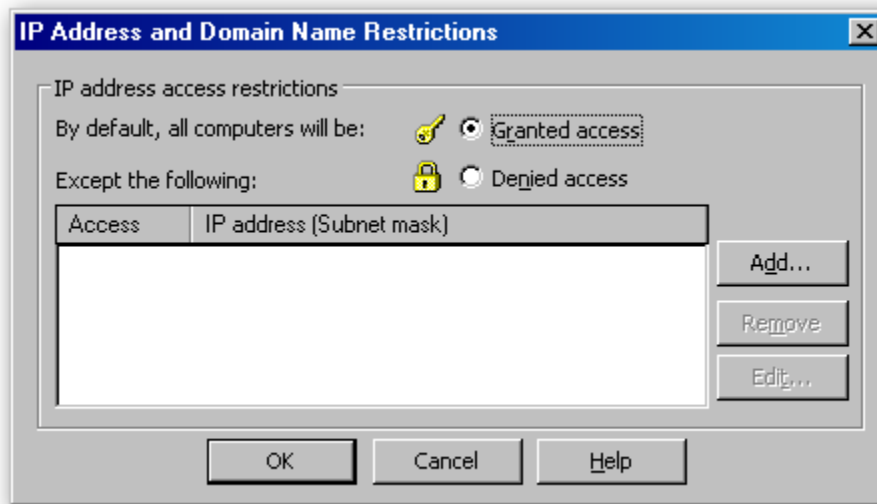 IP Address and Domain Name Restrictions
IP address access restrictions
By default, all computers will be: Granted access
Except the following: Denied access
Access IP address (Subnet mask)
Add...
Remove
Edit...
OK Cancel Help